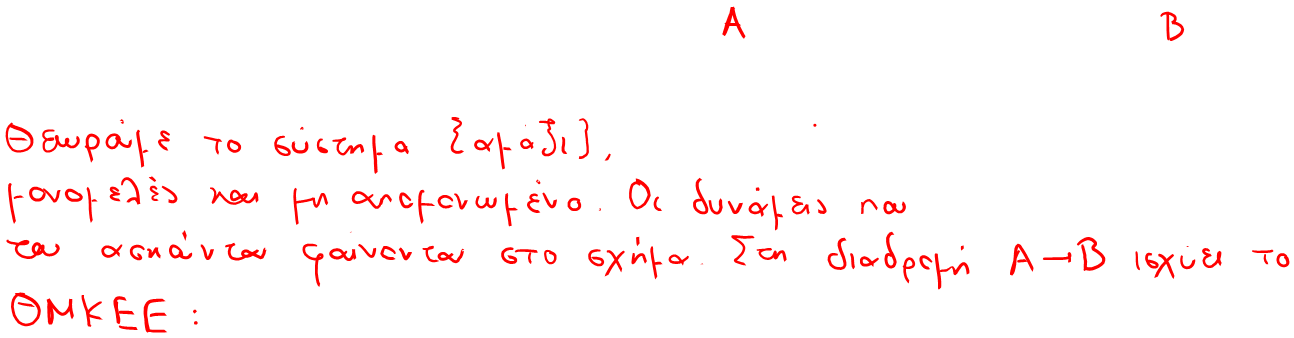 A B
Θεωρούμε το σύστημα {αμάξι},
μονομελές και μη απομονωμένο. Οι δυνάμεις που
του ασκούνται φαίνονται στο σχήμα. Στη διαδρομή A→B ισχύει το
ΘΜΚΕΕ: